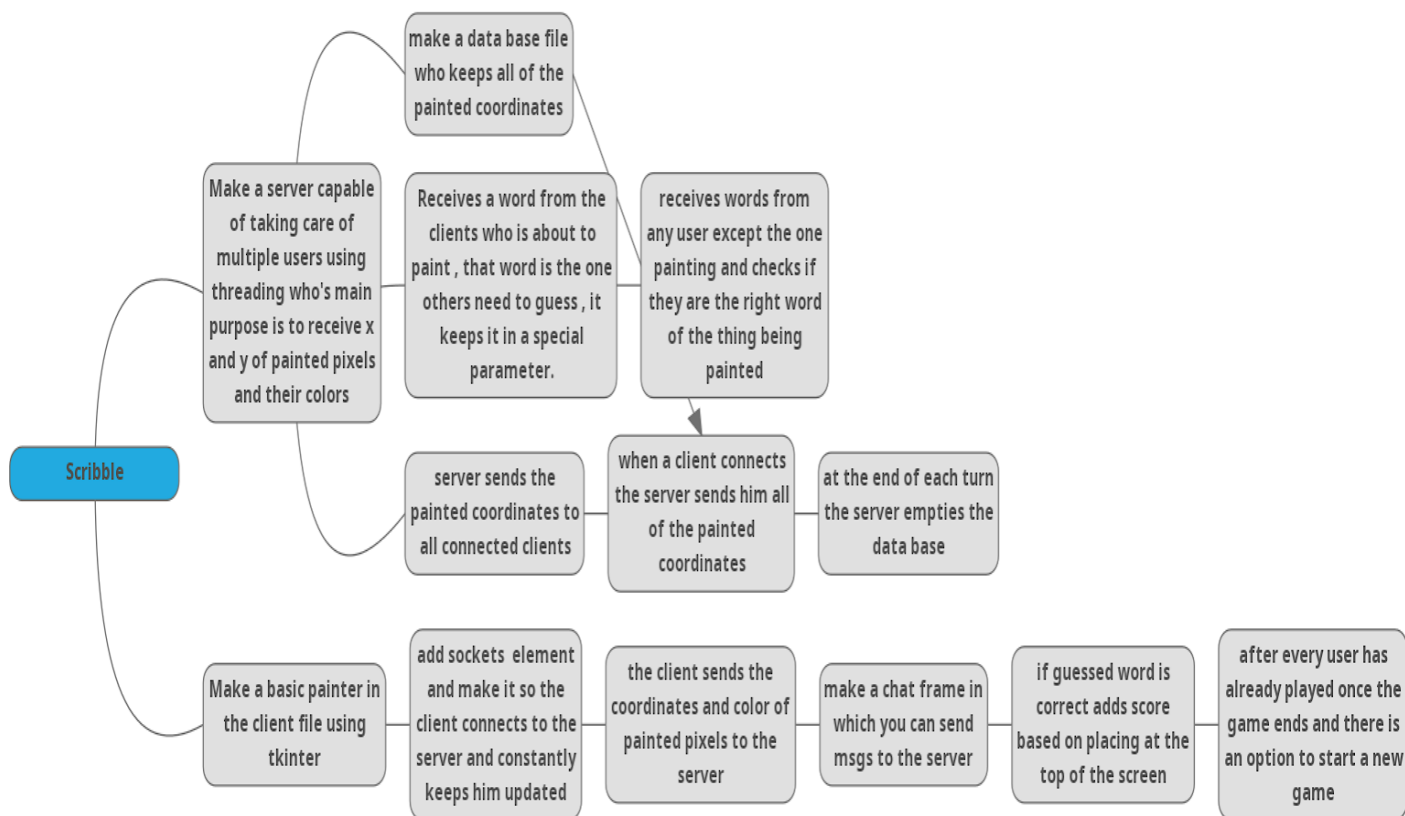 make a data base file
who keeps all of the
painted coordinates
Make a server capable
of taking care of
multiple users using
threading who's main
purpose is to receive x
and y of painted pixels
and their colors
Receives a word from the
clients who is about to
paint , that word is the one
others need to guess , it
keeps it in a special
parameter.
receives words from
any user except the one
painting and checks if
they are the right word
of the thing being
painted
Scribble
server sends the
painted coordinates to
all connected clients
when a client connects
the server sends him all
of the painted
coordinates
at the end of each turn
the server empties the
data base
Make a basic painter in
the client file using
tkinter
add sockets  element
and make it so the
client connects to the
server and constantly
keeps him updated
the client sends the
coordinates and color of
painted pixels to the
server
make a chat frame in
which you can send
msgs to the server
if guessed word is
correct adds score
based on placing at the
top of the screen
after every user has
already played once the
game ends and there is
an option to start a new
game